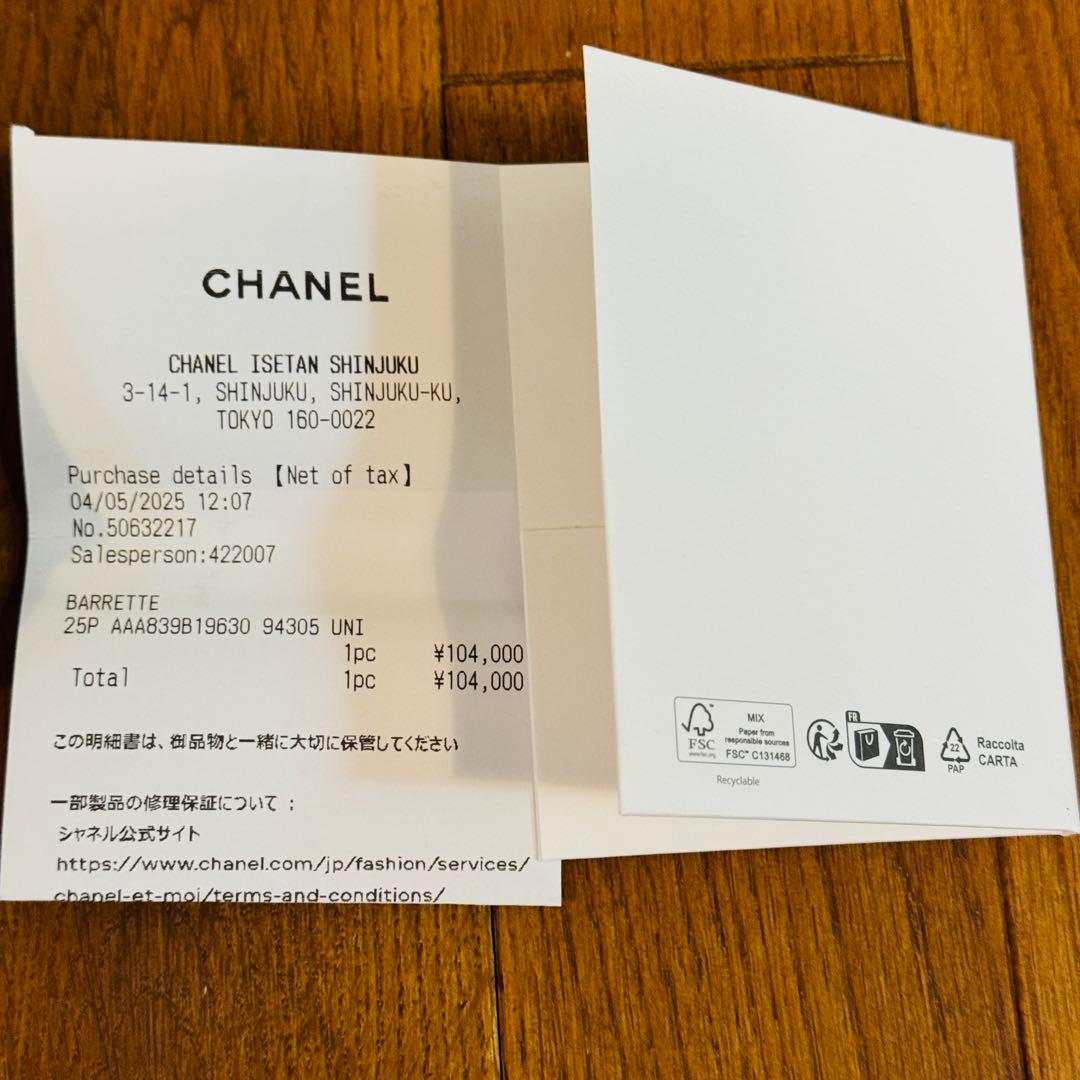 CHANEL
CHANEL ISETAN SHINJUKU
3-14-1, SHINJUKU, SHINJUKU-KU,
TOKYO 160-0022
Purchase details 【Net of tax】
04/05/2025 12:07
No.50632217
Salesperson:422007
BARRETTE
25P AAA839B19630 94305 UNI
1pc ¥104,000
Total 1pc ¥104,000
この明細書は、御品物と一緒に大切に保管してください
一部製品の修理保証について :
シャネル公式サイト
https://www.chanel.com/jp/fashion/services/
chanel-et-moi/terms-and-conditions/
FSC
www.fsc.org
MIX
Paper from
responsible sources
FSC™ C131468
Recyclable
FR
22
PAP
Raccolta
CARTA